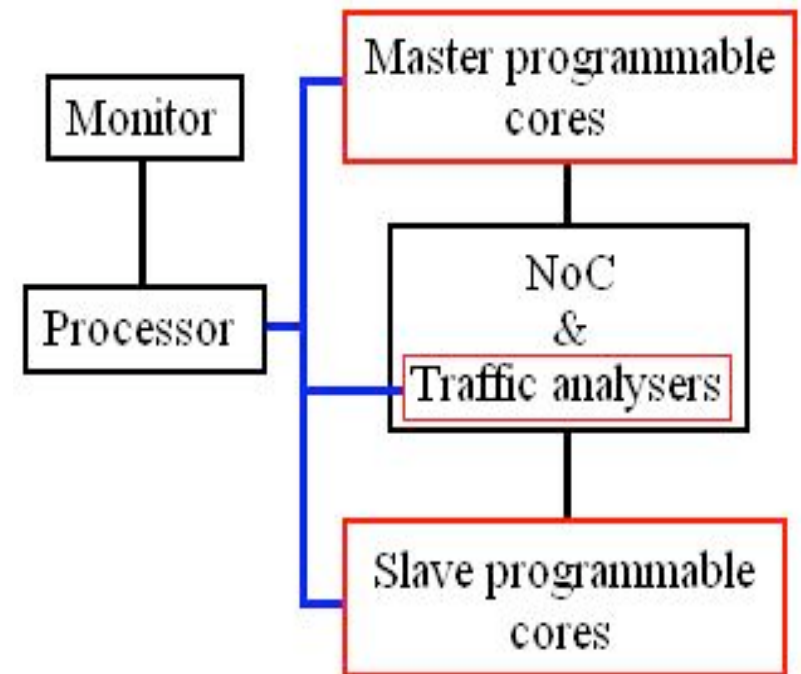 Master programmable
cores
Monitor
NoC
&
Processor
Traffic analysers
Slave programmable
cores